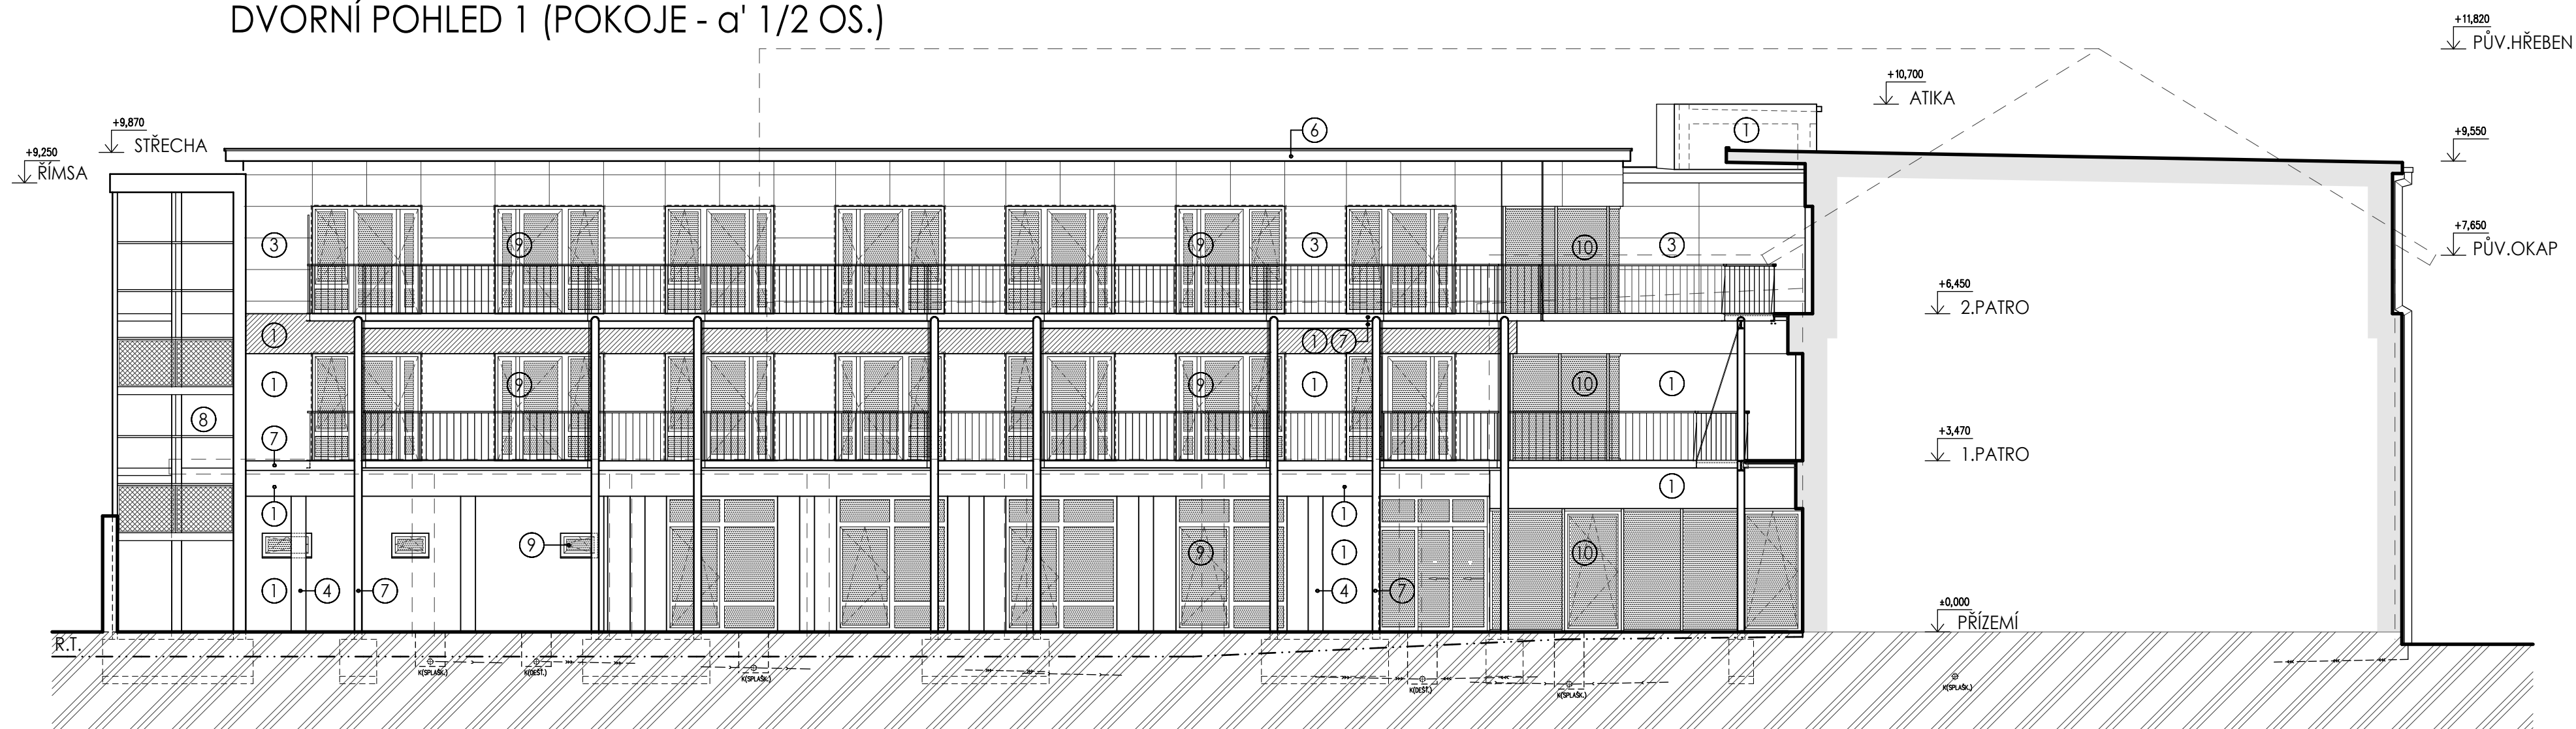 DVORNÍ POHLED 1 (POKOJE - a' 1/2 OS.)
+11,820
PŮV.HŘEBEN
+10,700
ATIKA
+9,870
STŘECHA
+9,250
ŘÍMSA
+9,550
6
1
3
9
9
3
10
3
+7,650
PŮV.OKAP
+6,450
2.PATRO
1
1
7
1
9
9
1
10
1
8
7
+3,470
1.PATRO
1
1
1
1
9
9
1
10
1
4
7
4
7
±0,000
PŘÍZEMÍ
R.T.
K(SPLAŠK.)
K(DEŠŤ.)
K(SPLAŠK.)
K(DEŠŤ.)
K(SPLAŠK.)
K(SPLAŠK.)